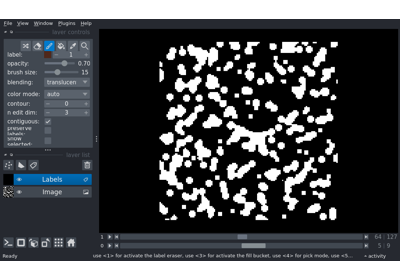 File View Window Plugins Help
layer controls
label: 1
opacity: 0.70
brush size: 15
blending: translucen
color mode: auto
contour: 0
n edit dim: 3
contiguous:
preserve labels:
show selected:
layer list
Labels
Image
1 64 127
0 5 9
Ready
use <1> for activate the label eraser, use <3> for activate the fill bucket, use <4> for pick mode, use <5...
activity